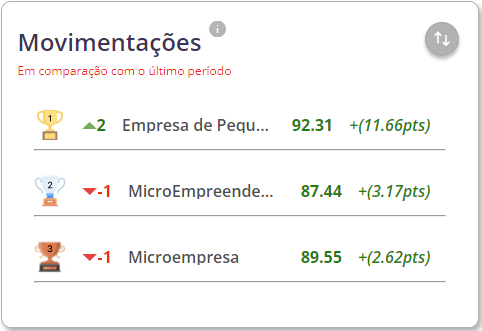 Movimentações i
Em comparação com o último período
1 2 Empresa de Pequ... 92.31 +(11.66pts)
2 -1 MicroEmpreende... 87.44 +(3.17pts)
3 -1 Microempresa 89.55 +(2.62pts)